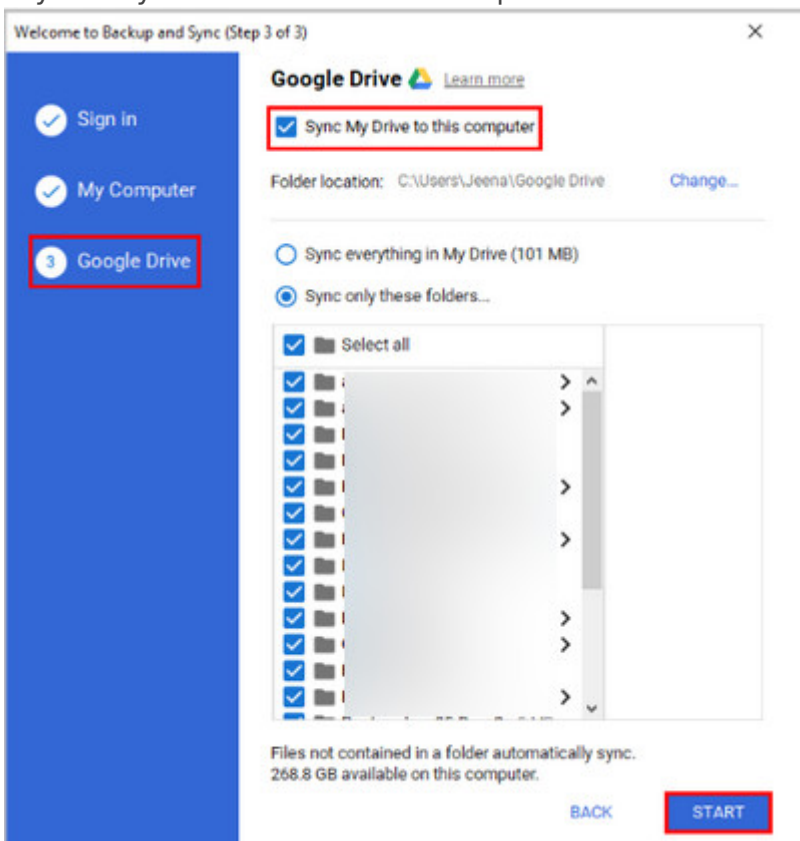 Welcome to Backup and Sync (Step 3 of 3)
Google Drive Learn more
Sign in
Sync My Drive to this computer
My Computer
Folder location: C:\Users\Jeena\Google Drive Change...
3 Google Drive
Sync everything in My Drive (101 MB)
Sync only these folders...
Select all
Files not contained in a folder automatically sync.
268.8 GB available on this computer.
BACK START